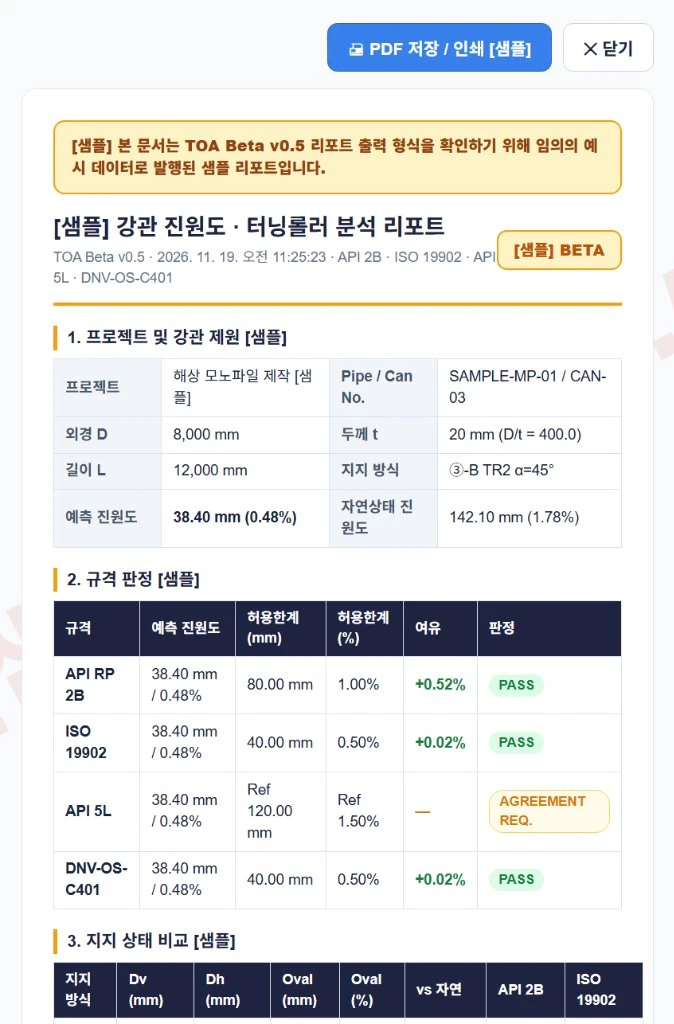 PDF 저장 / 인쇄 [샘플]
✕ 닫기
[샘플] 본 문서는 TOA Beta v0.5 리포트 출력 형식을 확인하기 위해 임의의 예
시 데이터로 발행된 샘플 리포트입니다.
[샘플] 강관 진원도 · 터닝롤러 분석 리포트
TOA Beta v0.5 · 2026. 11. 19. 오전 11:25:23 · API 2B · ISO 19902 · API
5L · DNV-OS-C401
[샘플] BETA
1. 프로젝트 및 강관 제원 [샘플]
프로젝트
해상 모노파일 제작 [샘
플]
Pipe / Can
No.
SAMPLE-MP-01 / CAN-
03
외경 D
8,000 mm
두께 t
20 mm (D/t = 400.0)
길이 L
12,000 mm
지지 방식
③-B TR2 α=45°
예측 진원도
38.40 mm (0.48%)
자연상태 진
원도
142.10 mm (1.78%)
2. 규격 판정 [샘플]
규격
예측 진원도
허용한계
(mm)
허용한계
(%)
여유
판정
API RP
2B
38.40 mm
/ 0.48%
80.00 mm
1.00%
+0.52%
PASS
ISO
19902
38.40 mm
/ 0.48%
40.00 mm
0.50%
+0.02%
PASS
API 5L
38.40 mm
/ 0.48%
Ref
120.00
mm
Ref
1.50%
—
AGREEMENT
REQ.
DNV-OS-
C401
38.40 mm
/ 0.48%
40.00 mm
0.50%
+0.02%
PASS
3. 지지 상태 비교 [샘플]
지지
방식
Dv
(mm)
Dh
(mm)
Oval
(mm)
Oval
(%)
vs 자연
API 2B
ISO
19902